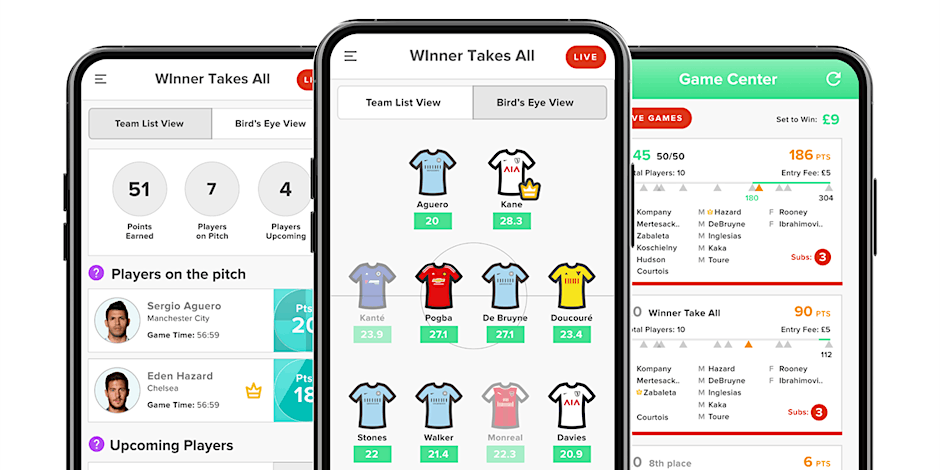 WInner Takes All
LI
Team List View
Bird's Eye View
51
7
4
Points
Earned
Players
on Pitch
Players
Upcoming
?
Players on the pitch
Sergio Aguero
Manchester City
Game Time: 56:59
Pts
20
Eden Hazard
Chelsea
Game Time: 56:59
Pts
18
?
Upcoming Players
WInner Takes All
LIVE
Team List View
Bird's Eye View
Aguero
20
AIA
Kane
28.3
Kanté
23.9
Pogba
27.1
De Bruyne
27.1
Doucouré
23.4
Stones
22
Walker
21.4
Monreal
22.3
AIA
Davies
20.9
Game Center
VE GAMES
Set to Win: £9
45 50/50
186 PTS
tal Players: 10
Entry Fee: £5
180
304
Kompany
M Hazard
F Rooney
Mertesack..
M DeBruyne
F Ibrahimovi..
Zabaleta
M Inglesias
Koschielny
M Kaka
Hudson
M Toure
Subs: 3
Courtois
0 Winner Take All
90 PTS
tal Players: 10
Entry Fee: £5
112
Kompany
M Hazard
F Rooney
Mertesack..
M DeBruyne
F Ibrahimovi..
Zabaleta
M Inglesias
M Kaka
Courtois
M Toure
Subs: 3
0 8th place
6 PTS